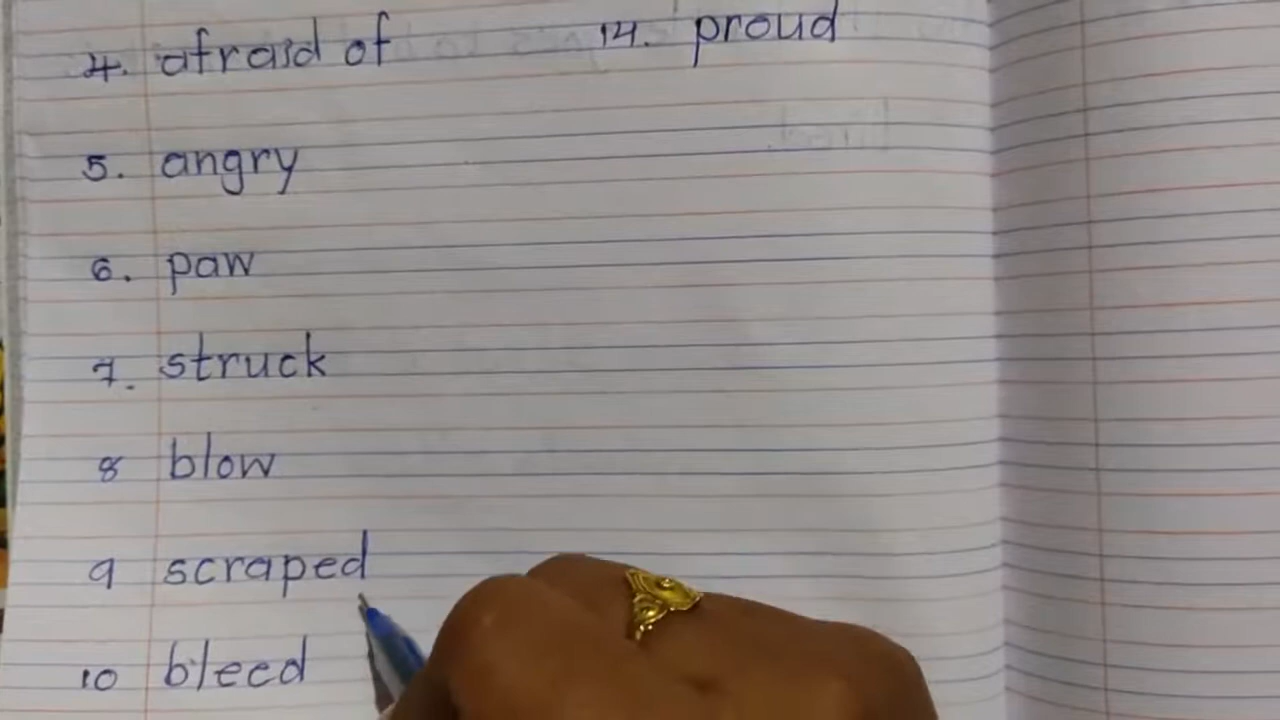 4. afraid of 14. proud
5. angry
6. paw
7. struck
8 blow
9 scraped
10 bleed